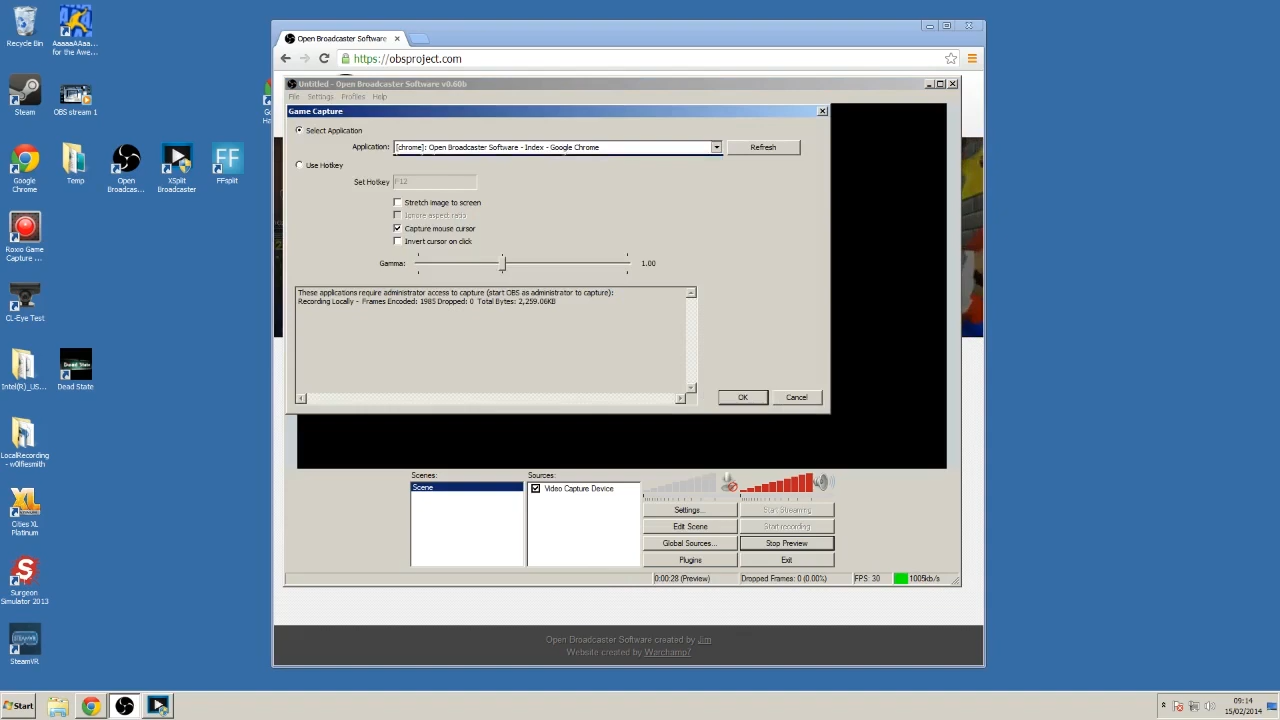 Recycle Bin
AaaaaAAaa...
for the Awe...
Steam
OBS stream 1
Google
Chrome
Temp
Open
Broadcas...
XSplit
Broadcaster
FFsplit
Roxio Game
Capture ...
CL-Eye Test
Intel(R)_US...
Dead State
Dead State
LocalRecording
- w0lfiesmith
Cities XL
Platinum
Surgeon
Simulator 2013
SteamVR
Open Broadcaster Software
https://obsproject.com
Untitled - Open Broadcaster Software v0.60b
File Settings Profiles Help
Game Capture
Select Application
Application: [chrome]: Open Broadcaster Software - Index - Google Chrome Refresh
Use Hotkey
Set Hotkey F12
Stretch image to screen
Ignore aspect ratio
Capture mouse cursor
Invert cursor on click
Gamma: 1.00
These applications require administrator access to capture (start OBS as administrator to capture):
Recording Locally - Frames Encoded: 1985 Dropped: 0 Total Bytes: 2,259.06KB
OK Cancel
Scenes: Sources:
Scene
Video Capture Device
Settings... Start Streaming
Edit Scene Start recording
Global Sources... Stop Preview
Plugins Exit
0:00:28 (Preview) Dropped Frames: 0 (0.00%) FPS: 30 1005kb/s
Open Broadcaster Software created by Jim
Website created by Warchamp7
Start
09:14
15/02/2014